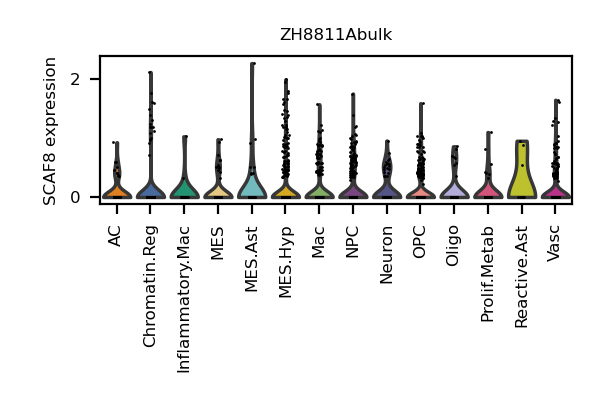 ZH8811Abulk
SCAF8 expression
2
0
AC
Chromatin.Reg
Inflammatory.Mac
MES
MES.Ast
MES.Hyp
Mac
NPC
Neuron
OPC
Oligo
Prolif.Metab
Reactive.Ast
Vasc